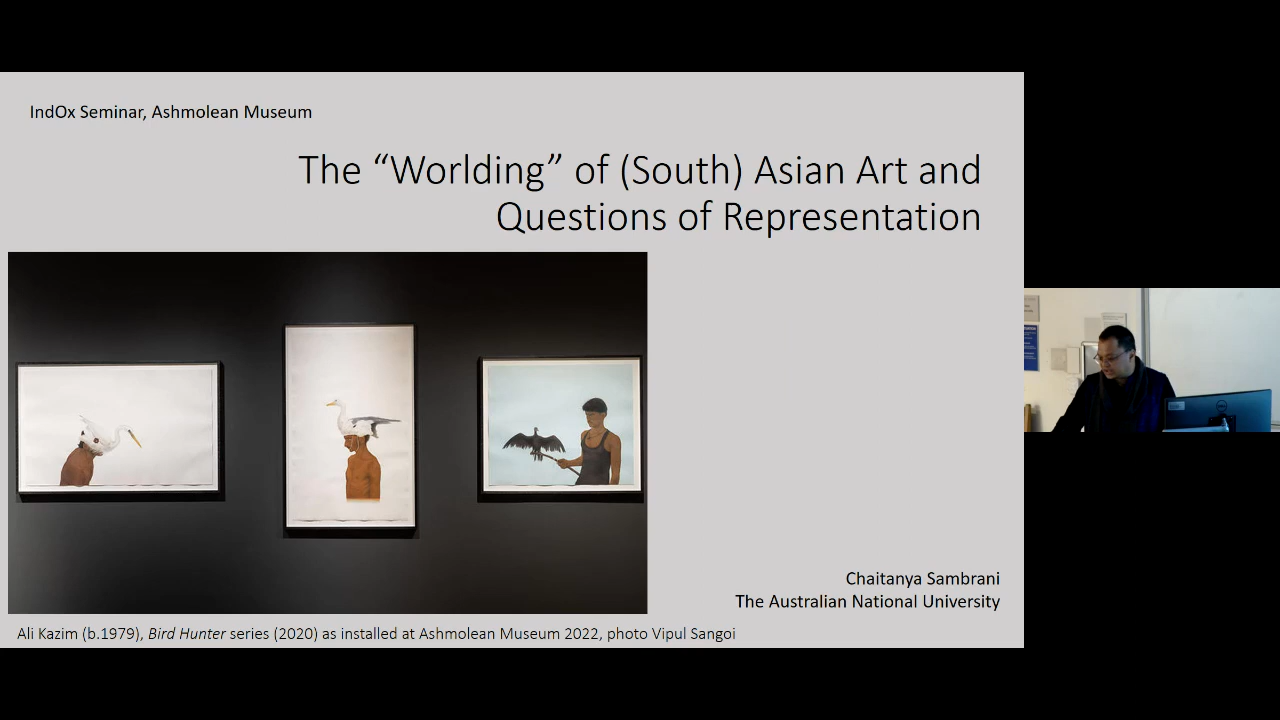 IndOx Seminar, Ashmolean Museum
The “Worlding” of (South) Asian Art and
Questions of Representation
Chaitanya Sambrani
The Australian National University
Ali Kazim (b.1979), Bird Hunter series (2020) as installed at Ashmolean Museum 2022, photo Vipul Sangoi